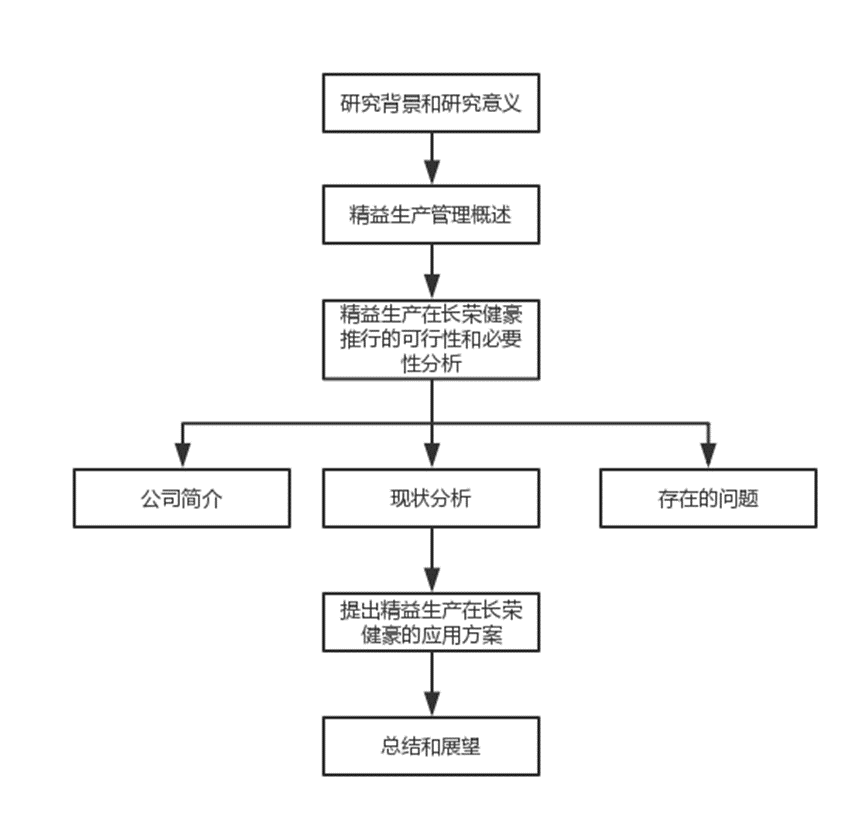 研究背景和研究意义
精益生产管理概述
精益生产在长荣健豪
推行的可行性和必要
性分析
公司简介
现状分析
存在的问题
提出精益生产在长荣
健豪的应用方案
总结和展望